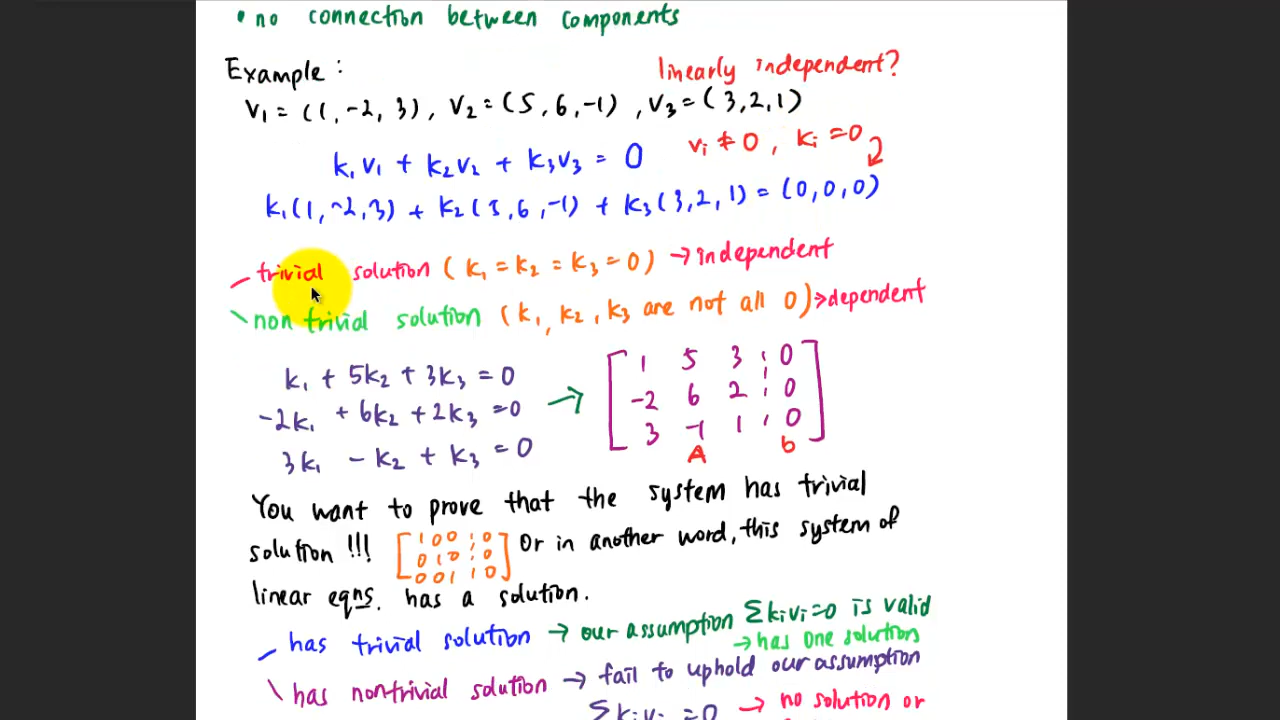 • no connection between components
Example :
linearly independent?
V₁ = (1, -2, 3), V₂ = (5, 6, -1), V₃ = (3, 2, 1)
vᵢ ≠ 0, kᵢ = 0
k₁v₁ + k₂v₂ + k₃v₃ = 0
k₁(1, -2, 3) + k₂(5, 6, -1) + k₃(3, 2, 1) = (0, 0, 0)
trivial solution (k₁ = k₂ = k₃ = 0) → independent
non trivial solution (k₁, k₂, k₃ are not all 0) → dependent
k₁ + 5k₂ + 3k₃ = 0
-2k₁ + 6k₂ + 2k₃ = 0
3k₁ - k₂ + k₃ = 0
→
1 5 3 0
-2 6 2 0
3 -1 1 0
A b
You want to prove that the system has trivial
solution !!! [1 0 0 0
0 1 0 0
0 0 1 0] Or in another word, this system of
linear eqns. has a solution.
has trivial solution → our assumption Σkᵢvᵢ=0 is valid
→ has one solution
has nontrivial solution → fail to uphold our assumption
Σkᵢvᵢ = 0 → no solution or